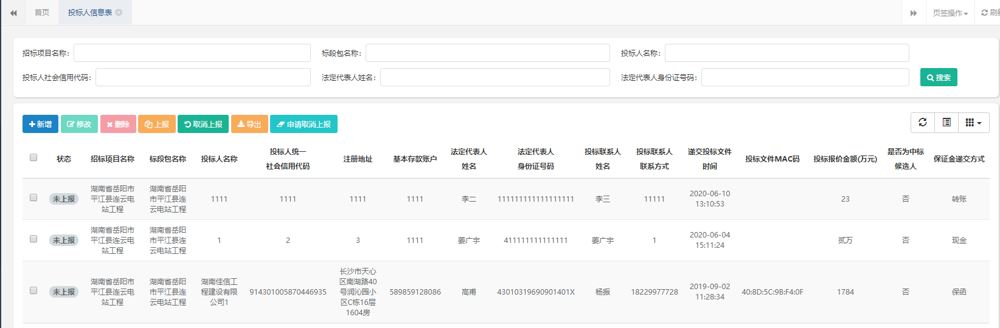 首页 投标人信息表 页签操作 刷新
招标项目名称： 标段包名称： 投标人名称：
投标人社会信用代码： 法定代表人姓名： 法定代表人身份证号码： 搜索
新增 修改 删除 上报 取消上报 导出 申请取消上报
状态 招标项目名称 标段包名称 投标人名称 投标人统一社会信用代码 注册地址 基本存款账户 法定代表人姓名 法定代表人身份证号码 投标联系人姓名 投标联系人联系方式 递交投标文件时间 投标文件MAC码 投标报价金额(万元) 是否为中标候选人 保证金递交方式
未上报 湖南省岳阳市平江县连云电站工程 湖南省岳阳市平江县连云电站工程 1111 1111 1111 1111 李二 111111111111111111 李三 11111 2020-06-10 13:10:53 23 否 转账
未上报 湖南省岳阳市平江县连云电站工程 湖南省岳阳市平江县连云电站工程 1 2 3 1111 姜广宇 411111111111111 姜广宇 1 2020-06-04 15:11:24 贰万 否 现金
未上报 湖南省岳阳市平江县连云电站工程 湖南省岳阳市平江县连云电站工程 湖南佳信工程建设有限公司1 914301005870446935 长沙市天心区南湖路40号润沁园小区C栋16层1604房 589859128086 高甫 43010319690901401X 杨振 18229977728 2019-09-02 11:28:34 40:8D:5C:9B:F4:0F 1784 否 保函